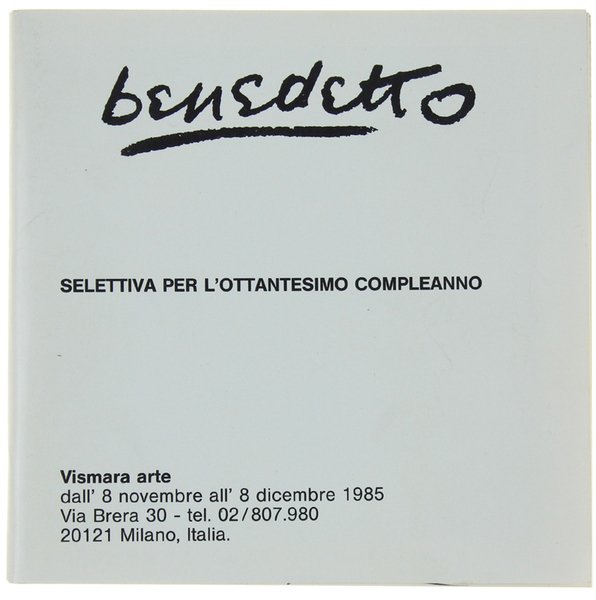 benedetto
SELETTIVA PER L'OTTANTESIMO COMPLEANNO
Vismara arte
dall' 8 novembre all' 8 dicembre 1985
Via Brera 30 - tel. 02/807.980
20121 Milano, Italia.